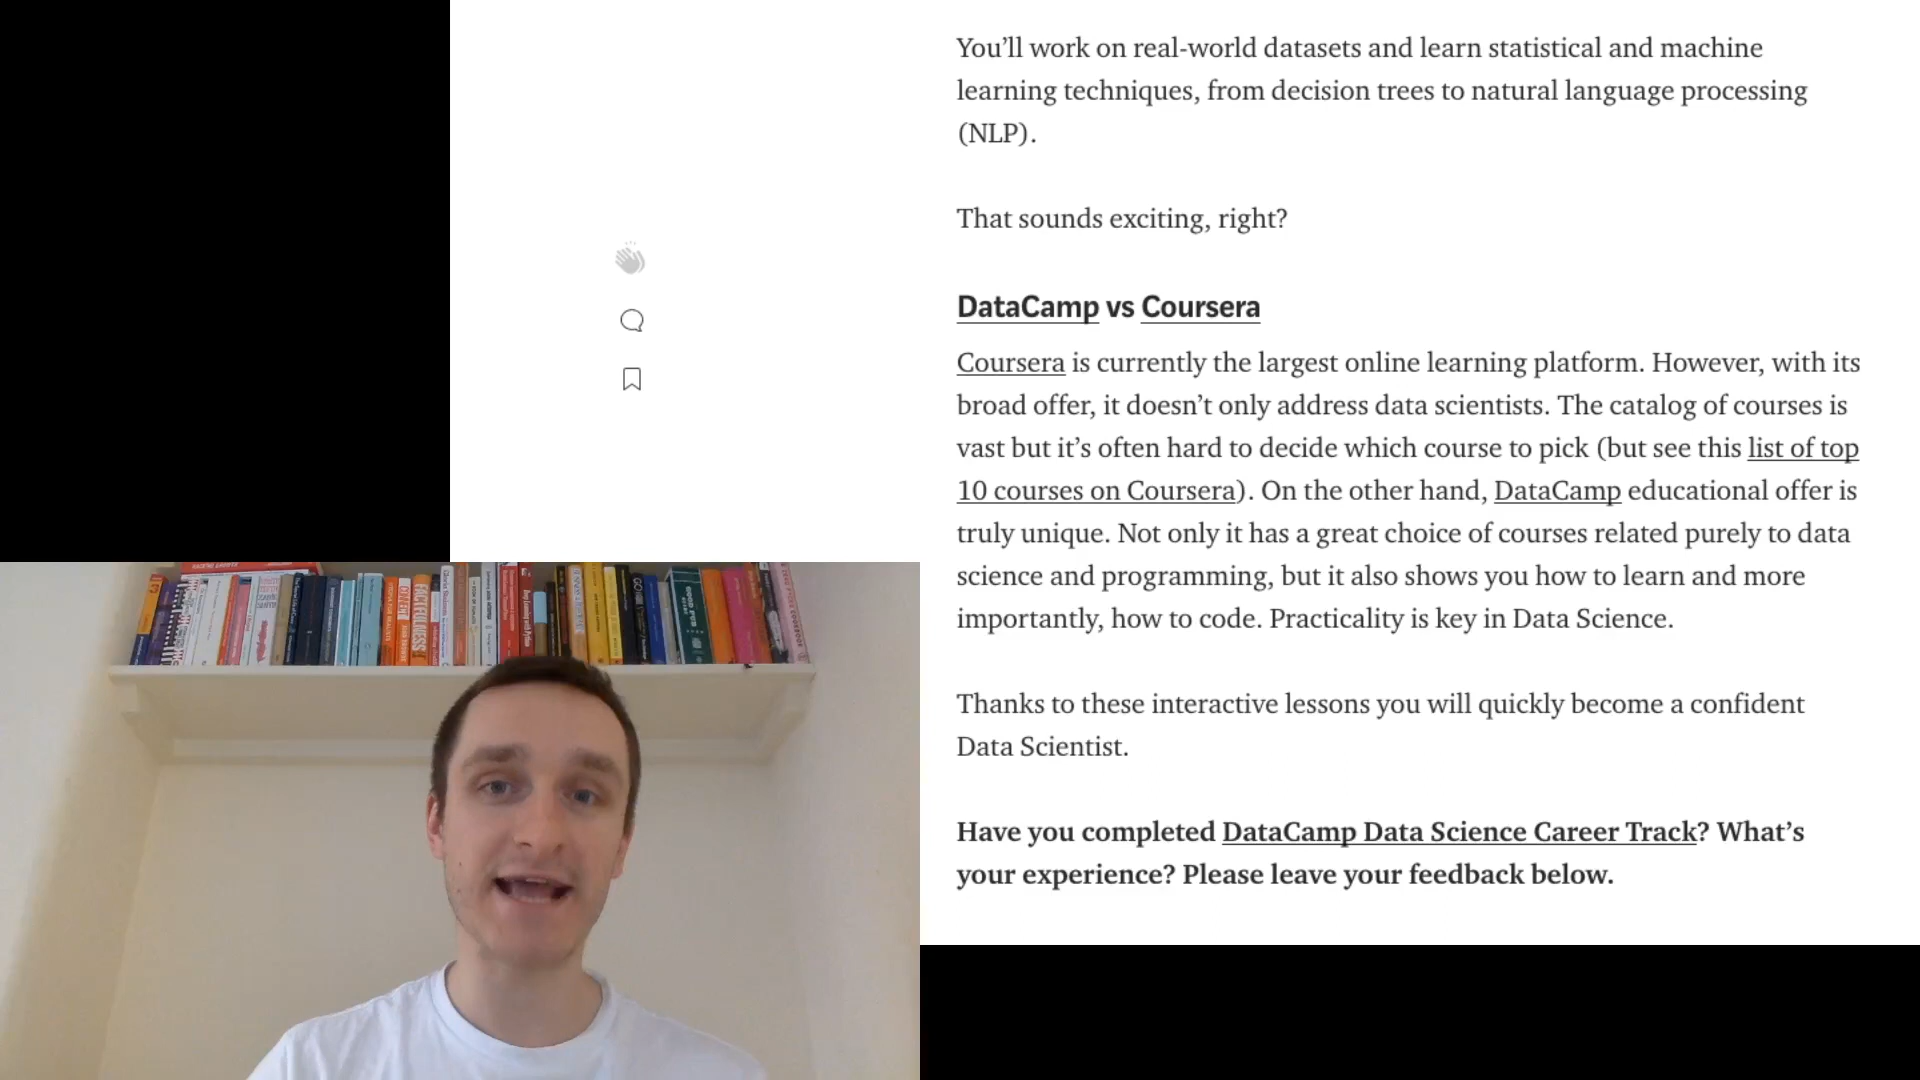 You’ll work on real-world datasets and learn statistical and machine
learning techniques, from decision trees to natural language processing
(NLP).
That sounds exciting, right?
DataCamp vs Coursera
Coursera is currently the largest online learning platform. However, with its
broad offer, it doesn’t only address data scientists. The catalog of courses is
vast but it’s often hard to decide which course to pick (but see this list of top
10 courses on Coursera). On the other hand, DataCamp educational offer is
truly unique. Not only it has a great choice of courses related purely to data
science and programming, but it also shows you how to learn and more
importantly, how to code. Practicality is key in Data Science.
Thanks to these interactive lessons you will quickly become a confident
Data Scientist.
Have you completed DataCamp Data Science Career Track? What’s
your experience? Please leave your feedback below.
FACTFULNESS